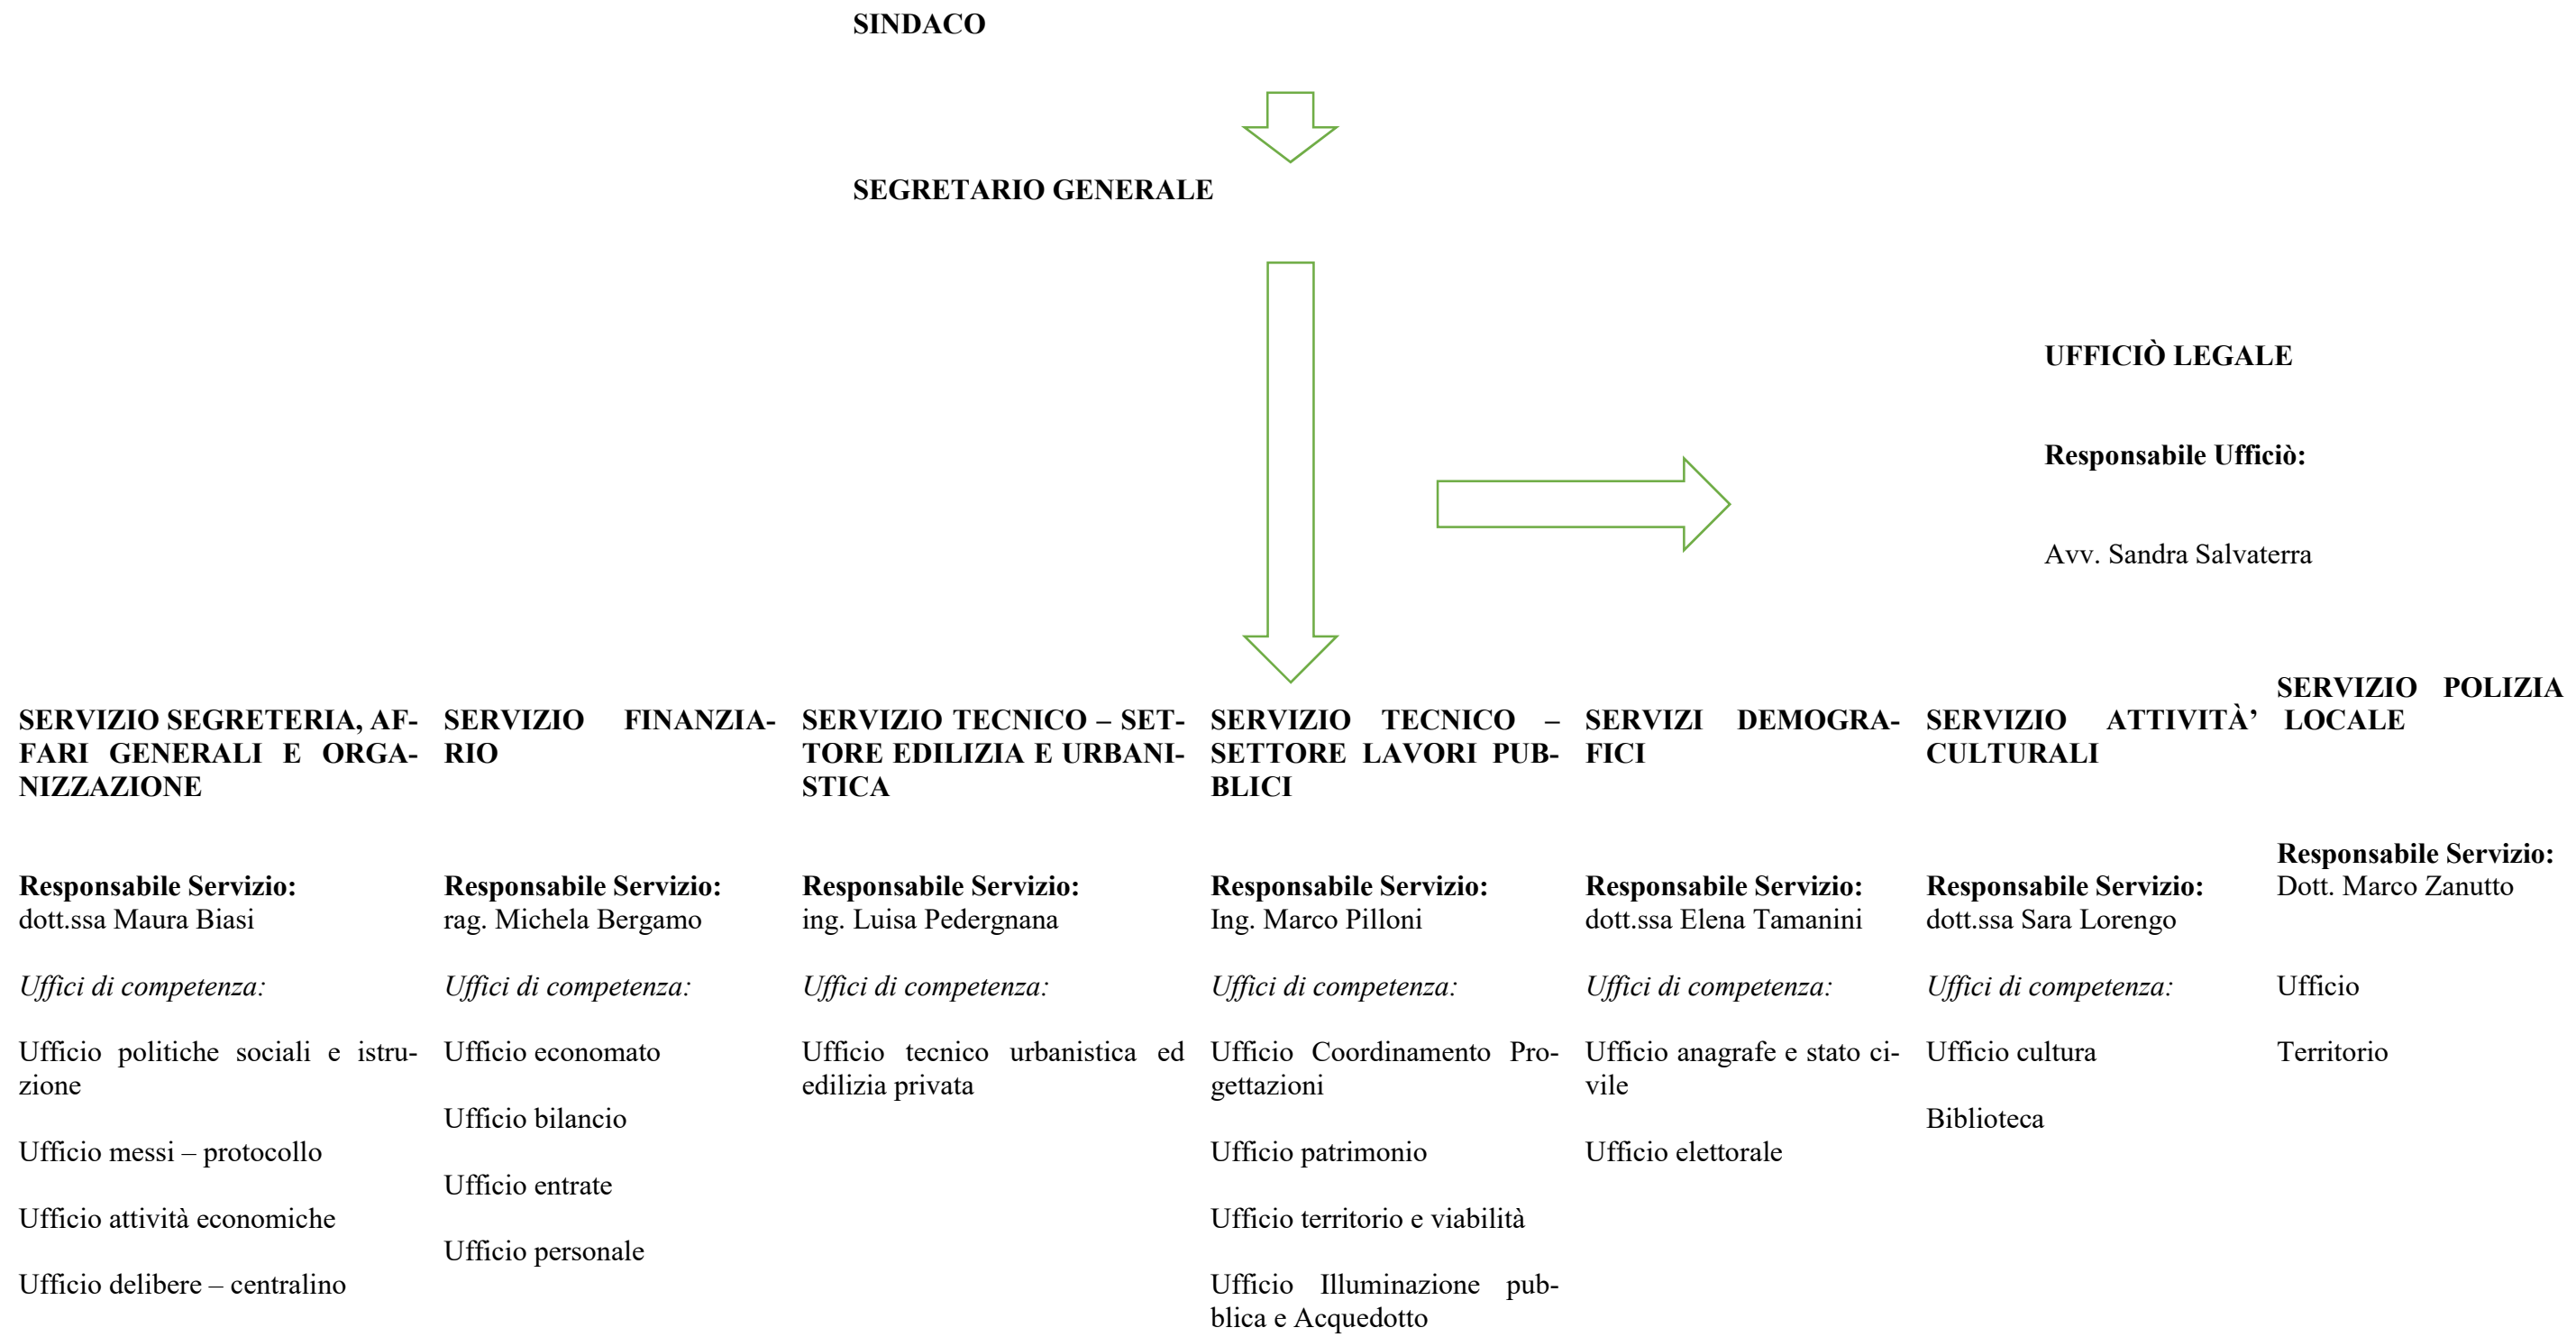 SINDACO
SEGRETARIO GENERALE
UFFICIÒ LEGALE
Responsabile Ufficiò:
Avv. Sandra Salvaterra
SERVIZIO SEGRETERIA, AF-
FARI GENERALI E ORGA-
NIZZAZIONE
Responsabile Servizio:
dott.ssa Maura Biasi
Uffici di competenza:
Ufficio politiche sociali e istru-
zione
Ufficio messi – protocollo
Ufficio attività economiche
Ufficio delibere – centralino
SERVIZIO FINANZIA-
RIO
Responsabile Servizio:
rag. Michela Bergamo
Uffici di competenza:
Ufficio economato
Ufficio bilancio
Ufficio entrate
Ufficio personale
SERVIZIO TECNICO – SET-
TORE EDILIZIA E URBANI-
STICA
Responsabile Servizio:
ing. Luisa Pedergnana
Uffici di competenza:
Ufficio tecnico urbanistica ed
edilizia privata
SERVIZIO TECNICO –
SETTORE LAVORI PUB-
BLICI
Responsabile Servizio:
Ing. Marco Pilloni
Uffici di competenza:
Ufficio Coordinamento Pro-
gettazioni
Ufficio patrimonio
Ufficio territorio e viabilità
Ufficio Illuminazione pub-
blica e Acquedotto
SERVIZI DEMOGRA-
FICI
Responsabile Servizio:
dott.ssa Elena Tamanini
Uffici di competenza:
Ufficio anagrafe e stato ci-
vile
Ufficio elettorale
SERVIZIO ATTIVITÀ’
CULTURALI
Responsabile Servizio:
dott.ssa Sara Lorengo
Uffici di competenza:
Ufficio cultura
Biblioteca
SERVIZIO POLIZIA
LOCALE
Responsabile Servizio:
Dott. Marco Zanutto
Ufficio
Territorio